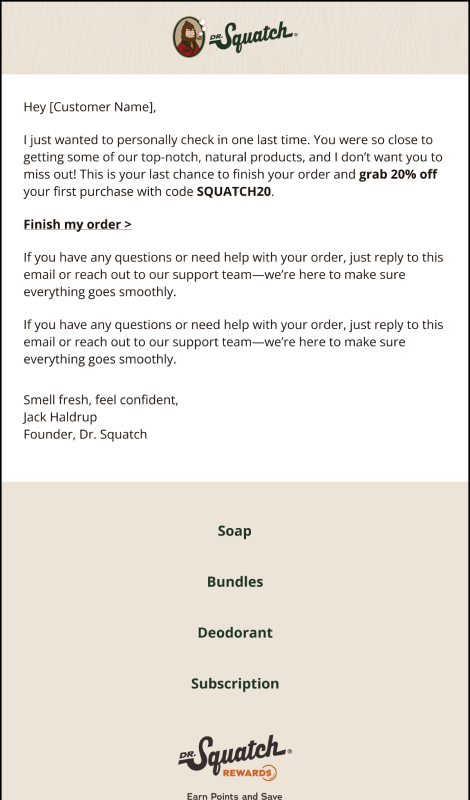 DR. Squatch®
Hey [Customer Name],
I just wanted to personally check in one last time. You were so close to
getting some of our top-notch, natural products, and I don’t want you to
miss out! This is your last chance to finish your order and grab 20% off
your first purchase with code SQUATCH20.
Finish my order >
If you have any questions or need help with your order, just reply to this
email or reach out to our support team—we’re here to make sure
everything goes smoothly.
If you have any questions or need help with your order, just reply to this
email or reach out to our support team—we’re here to make sure
everything goes smoothly.
Smell fresh, feel confident,
Jack Haldrup
Founder, Dr. Squatch
Soap
Bundles
Deodorant
Subscription
DR. Squatch®
REWARDS
Earn Points and Save